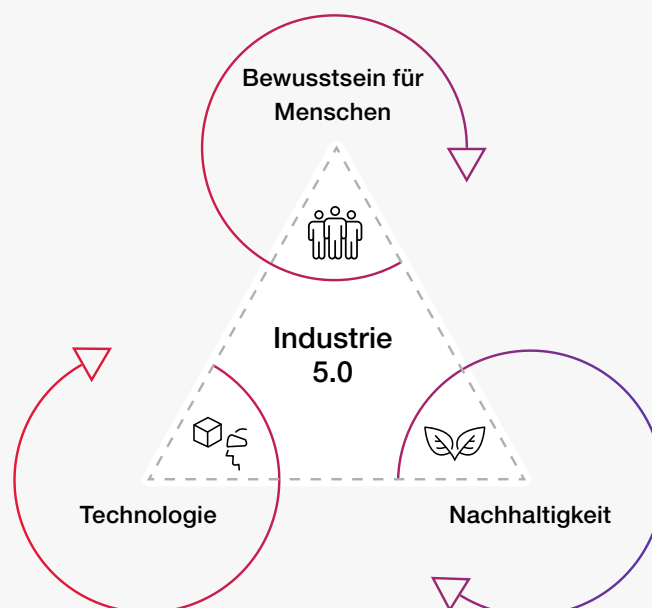 Bewusstsein für
Menschen
Industrie
5.0
Technologie
Nachhaltigkeit